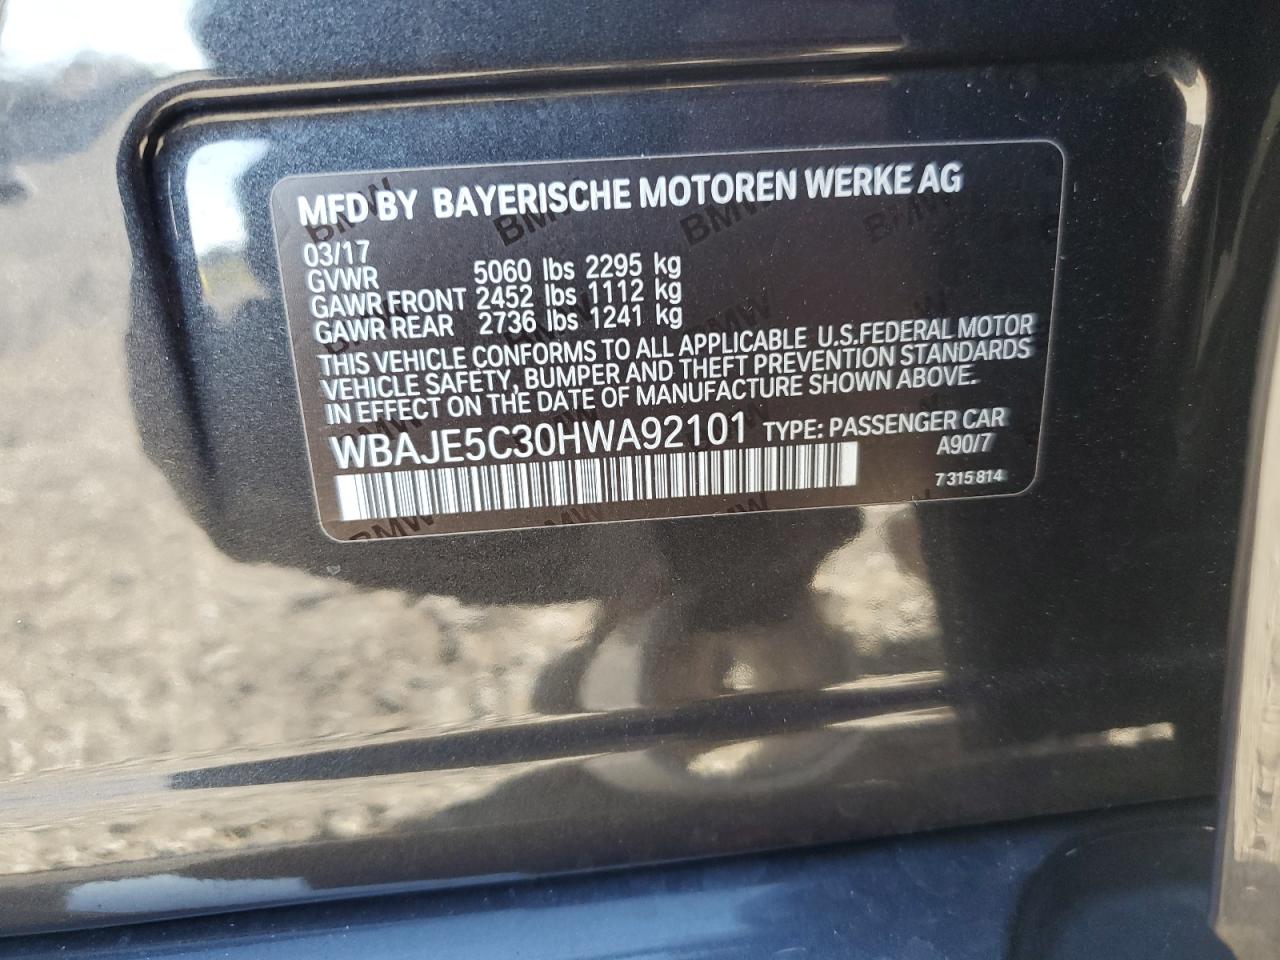 MFD BY BAYERISCHE MOTOREN WERKE AG
03/17
GVWR 5060 lbs 2295 kg
GAWR FRONT 2452 lbs 1112 kg
GAWR REAR 2736 lbs 1241 kg
THIS VEHICLE CONFORMS TO ALL APPLICABLE U.S.FEDERAL MOTOR
VEHICLE SAFETY, BUMPER AND THEFT PREVENTION STANDARDS
IN EFFECT ON THE DATE OF MANUFACTURE SHOWN ABOVE.
WBAJE5C30HWA92101 TYPE: PASSENGER CAR
A90/7
7 315 814